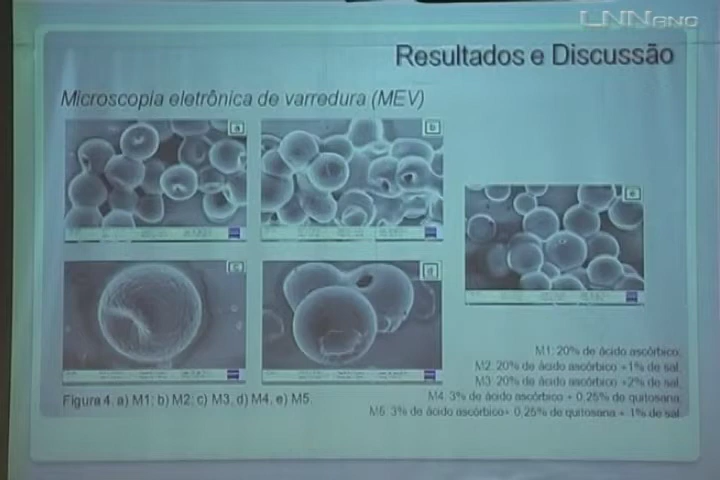 LNN GNC
Resultados e Discussão
Microscopia eletrônica de varredura (MEV)
a
b
e
c
d
M1: 20% de ácido ascórbico;
M2: 20% de ácido ascórbico +1% de sal;
M3: 20% de ácido ascórbico +2% de sal;
Figura 4. a) M1; b) M2; c) M3, d) M4, e) M5.
M4: 3% de ácido ascórbico + 0,25% de quitosana;
M5: 3% de ácido ascórbico+ 0,25% de quitosana + 1% de sal